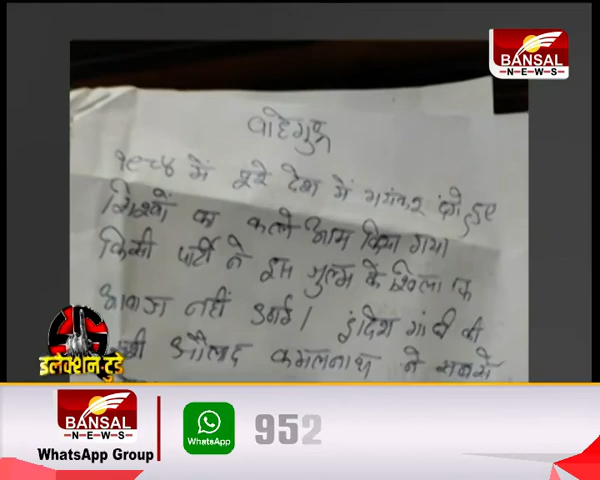 BANSAL
NEWS
वाहेगुरू
१९८४ में पूरे देश में भयंकर दंगे हुए
सिखों का कत्ले आम किया गया
किसी पार्टी ने इस जुल्म के खिलाफ
आवाज नहीं उठाई। इंदिरा गांधी की
औलाद कमलनाथ ने सबसे
इलेक्शन टुडे
BANSAL
NEWS
WhatsApp Group
WhatsApp
952